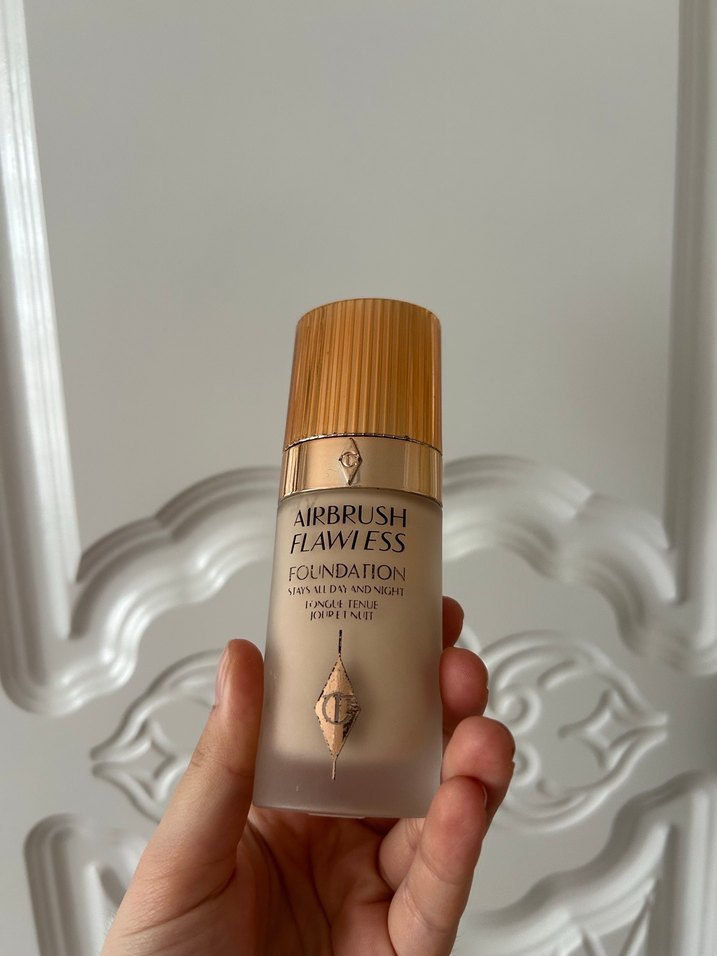 AIRBRUSH
FLAWLESS
FOUNDATION
STAYS ALL DAY AND NIGHT
LONGUE TENUE
JOUR ET NUIT